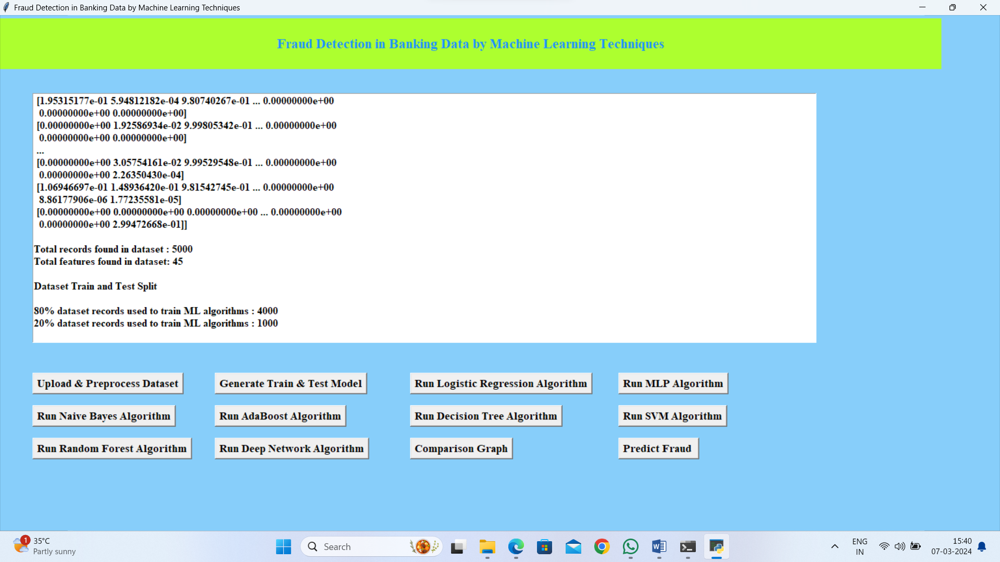 Fraud Detection in Banking Data by Machine Learning Techniques
Fraud Detection in Banking Data by Machine Learning Techniques
[1.95315177e-01 5.94812182e-04 9.80740267e-01 ... 0.00000000e+00
0.00000000e+00 0.00000000e+00]
[0.00000000e+00 1.92586934e-02 9.99805342e-01 ... 0.00000000e+00
0.00000000e+00 0.00000000e+00]
...
[0.00000000e+00 3.05754161e-02 9.99529548e-01 ... 0.00000000e+00
0.00000000e+00 2.26350430e-04]
[1.06946697e-01 1.48936420e-01 9.81542745e-01 ... 0.00000000e+00
8.86177906e-06 1.77235581e-05]
[0.00000000e+00 0.00000000e+00 0.00000000e+00 ... 0.00000000e+00
0.00000000e+00 2.99472668e-01]]
Total records found in dataset : 5000
Total features found in dataset: 45
Dataset Train and Test Split
80% dataset records used to train ML algorithms : 4000
20% dataset records used to train ML algorithms : 1000
Upload & Preprocess Dataset
Generate Train & Test Model
Run Logistic Regression Algorithm
Run MLP Algorithm
Run Naive Bayes Algorithm
Run AdaBoost Algorithm
Run Decision Tree Algorithm
Run SVM Algorithm
Run Random Forest Algorithm
Run Deep Network Algorithm
Comparison Graph
Predict Fraud
1
35°C
Partly sunny
Search
ENG
IN
15:40
07-03-2024